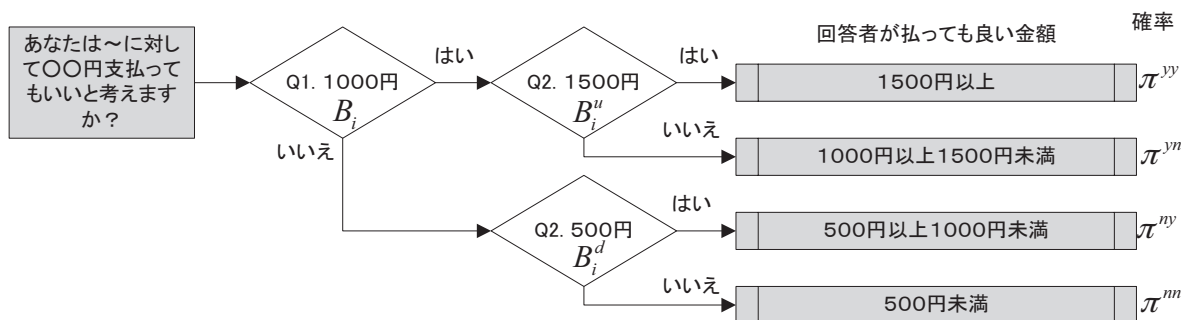 あなたは～に対し
て〇〇円支払って
もいいと考えます
か？
Q1. 1000円
B_i
はい
いいえ
Q2. 1500円
B_i^u
はい
いいえ
Q2. 500円
B_i^d
はい
いいえ
回答者が払っても良い金額
確率
1500円以上
π^{yy}
1000円以上1500円未満
π^{yn}
500円以上1000円未満
π^{ny}
500円未満
π^{nn}